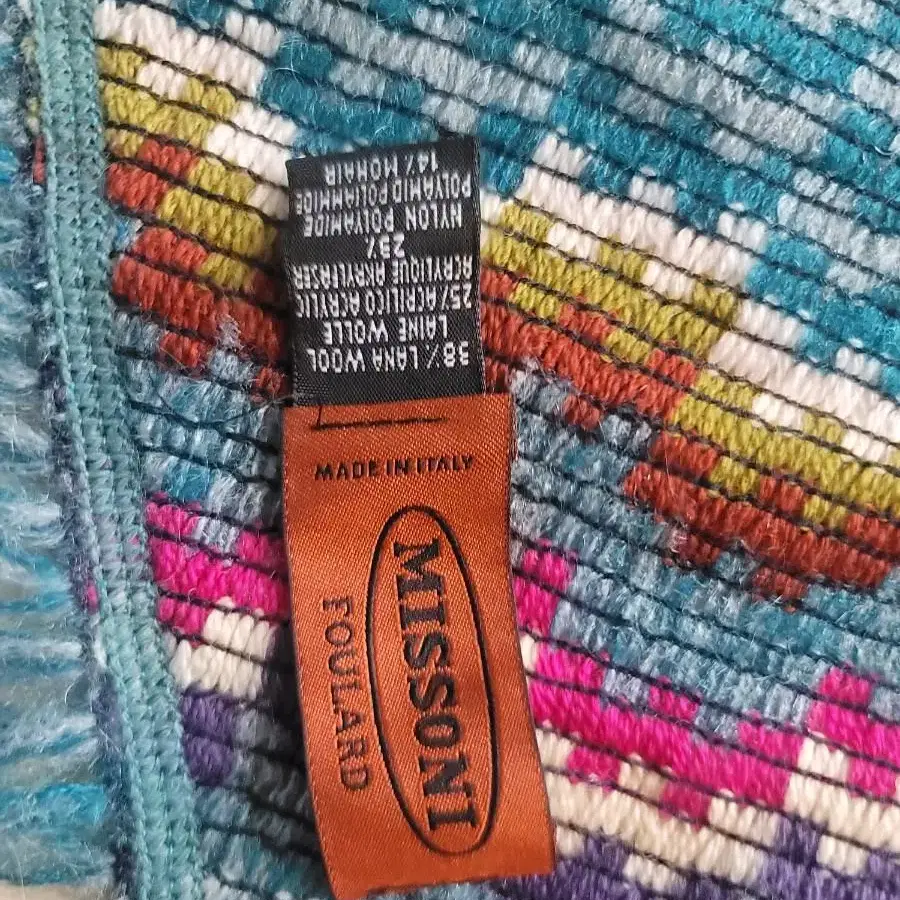 38% LANA WOOL
LAINE WOLLE
25% ACRILICO ACRILIC
ACRYLIQUE AKRYLFASER
23%
NYLON POLYAMIDE
POLYAMID POLIAMMIDE
14% MOHAIR
MADE IN ITALY
MISSONI
FOULARD